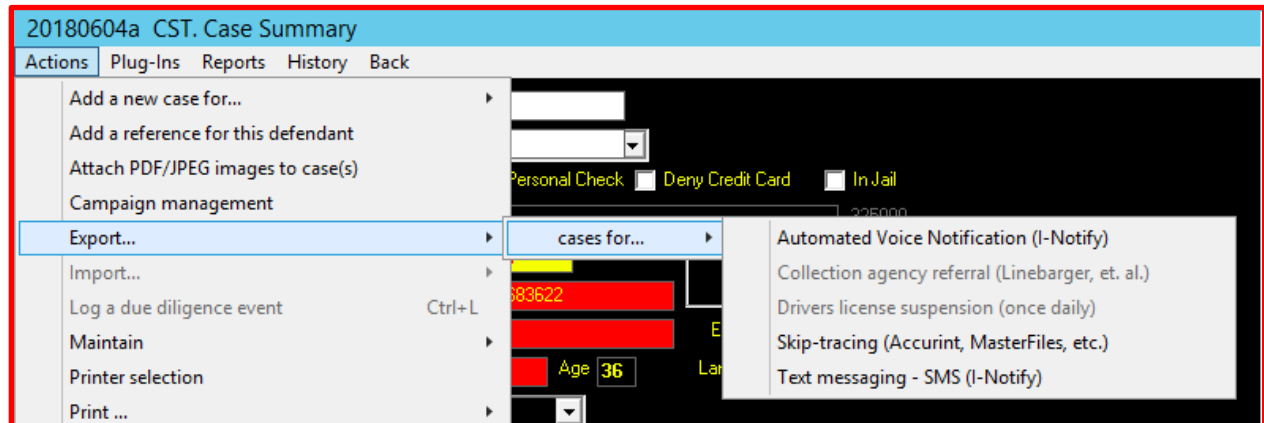 20180604a CST. Case Summary
Actions Plug-Ins Reports History Back
Add a new case for...
Add a reference for this defendant
Attach PDF/JPEG images to case(s)
Personal Check Deny Credit Card In Jail
Campaign management
Export... cases for... Automated Voice Notification (I-Notify)
Import... Collection agency referral (Linebarger, et. al.)
683622
Log a due diligence event Ctrl+L Drivers license suspension (once daily)
Maintain Skip-tracing (Accurint, MasterFiles, etc.)
Printer selection Age 36 Text messaging - SMS (I-Notify)
Print ...